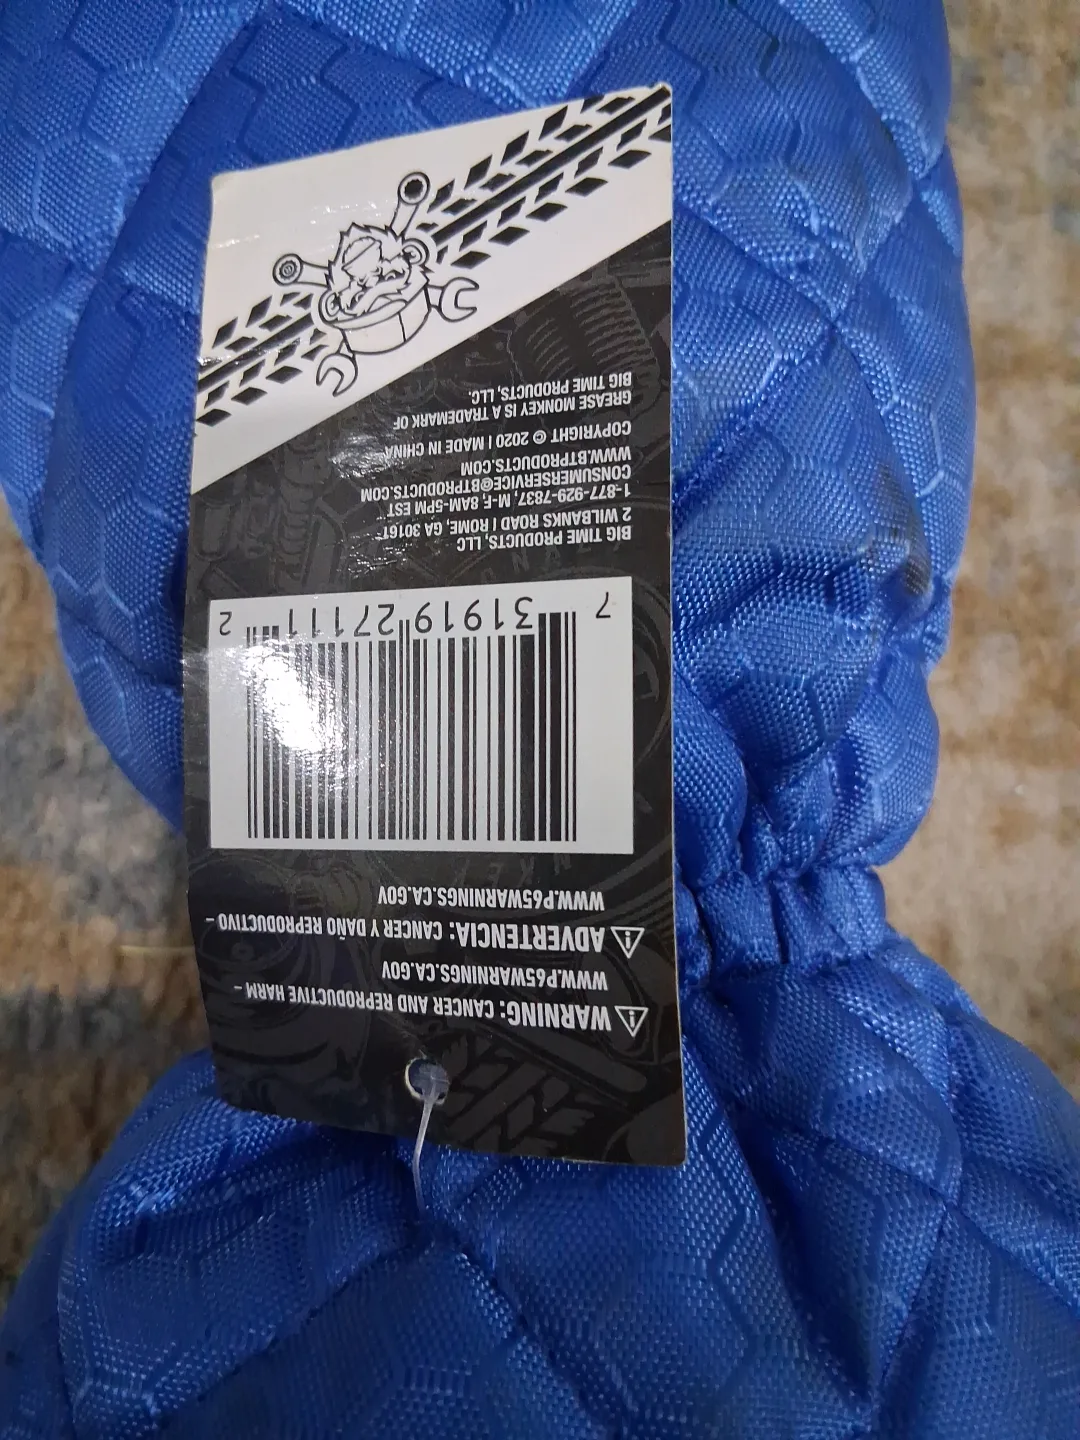 WARNING: CANCER AND REPRODUCTIVE HARM –
WWW.P65WARNINGS.CA.GOV
ADVERTENCIA: CANCER Y DAÑO REPRODUCTIVO –
WWW.P65WARNINGS.CA.GOV
7 31919 27111 2
BIG TIME PRODUCTS, LLC
2 WILBANKS ROAD | ROME, GA 30161
1-877-929-7837, M-F, 8AM-5PM EST
CONSUMERSERVICE@BTPRODUCTS.COM
WWW.BTPRODUCTS.COM
COPYRIGHT © 2020 | MADE IN CHINA
GREASE MONKEY IS A TRADEMARK OF
BIG TIME PRODUCTS, LLC.